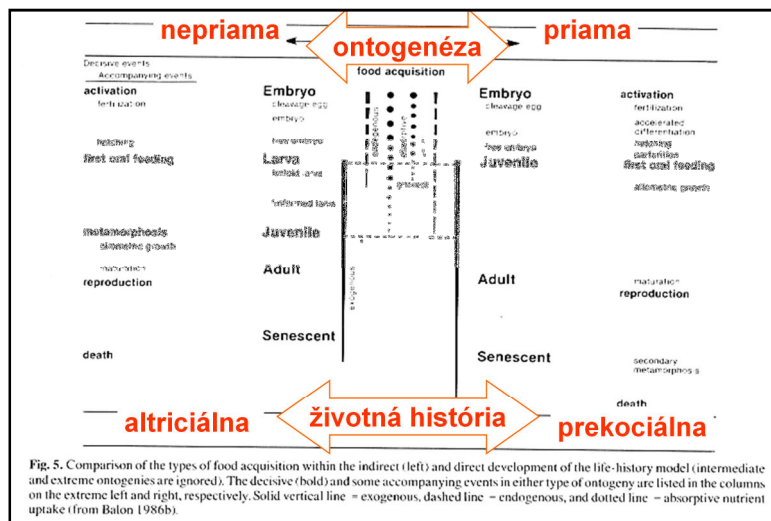 nepriama
priama
ontogenéza
Decisive events
Accompanying events
food acquisition
activation
Embryo
Embryo
activation
fertilization
cleavage egg
cleavage egg
fertilization
embryo
accelerated
embryo
differentiation
hatching
free embryo
free embryo
hatching
first oral feeding
Larva
Juvenile
first oral feeding
allometric growth
finformed larva
metamorphosis
Juvenile
allometric growth
maturation
Adult
Adult
maturation
reproduction
exogenous
reproduction
Senescent
death
Senescent
secondary
metamorphosis
death
altriciálna
životná história
prekociálna
Fig. 5. Comparison of the types of food acquisition within the indirect (left) and direct development of the life-history model (intermediate
and extreme ontogenies are ignored). The decisive (bold) and some accompanying events in either type of ontogeny are listed in the columns
on the extreme left and right, respectively. Solid vertical line = exogenous, dashed line = endogenous, and dotted line = absorptive nutrient
uptake (from Balon 1986b).